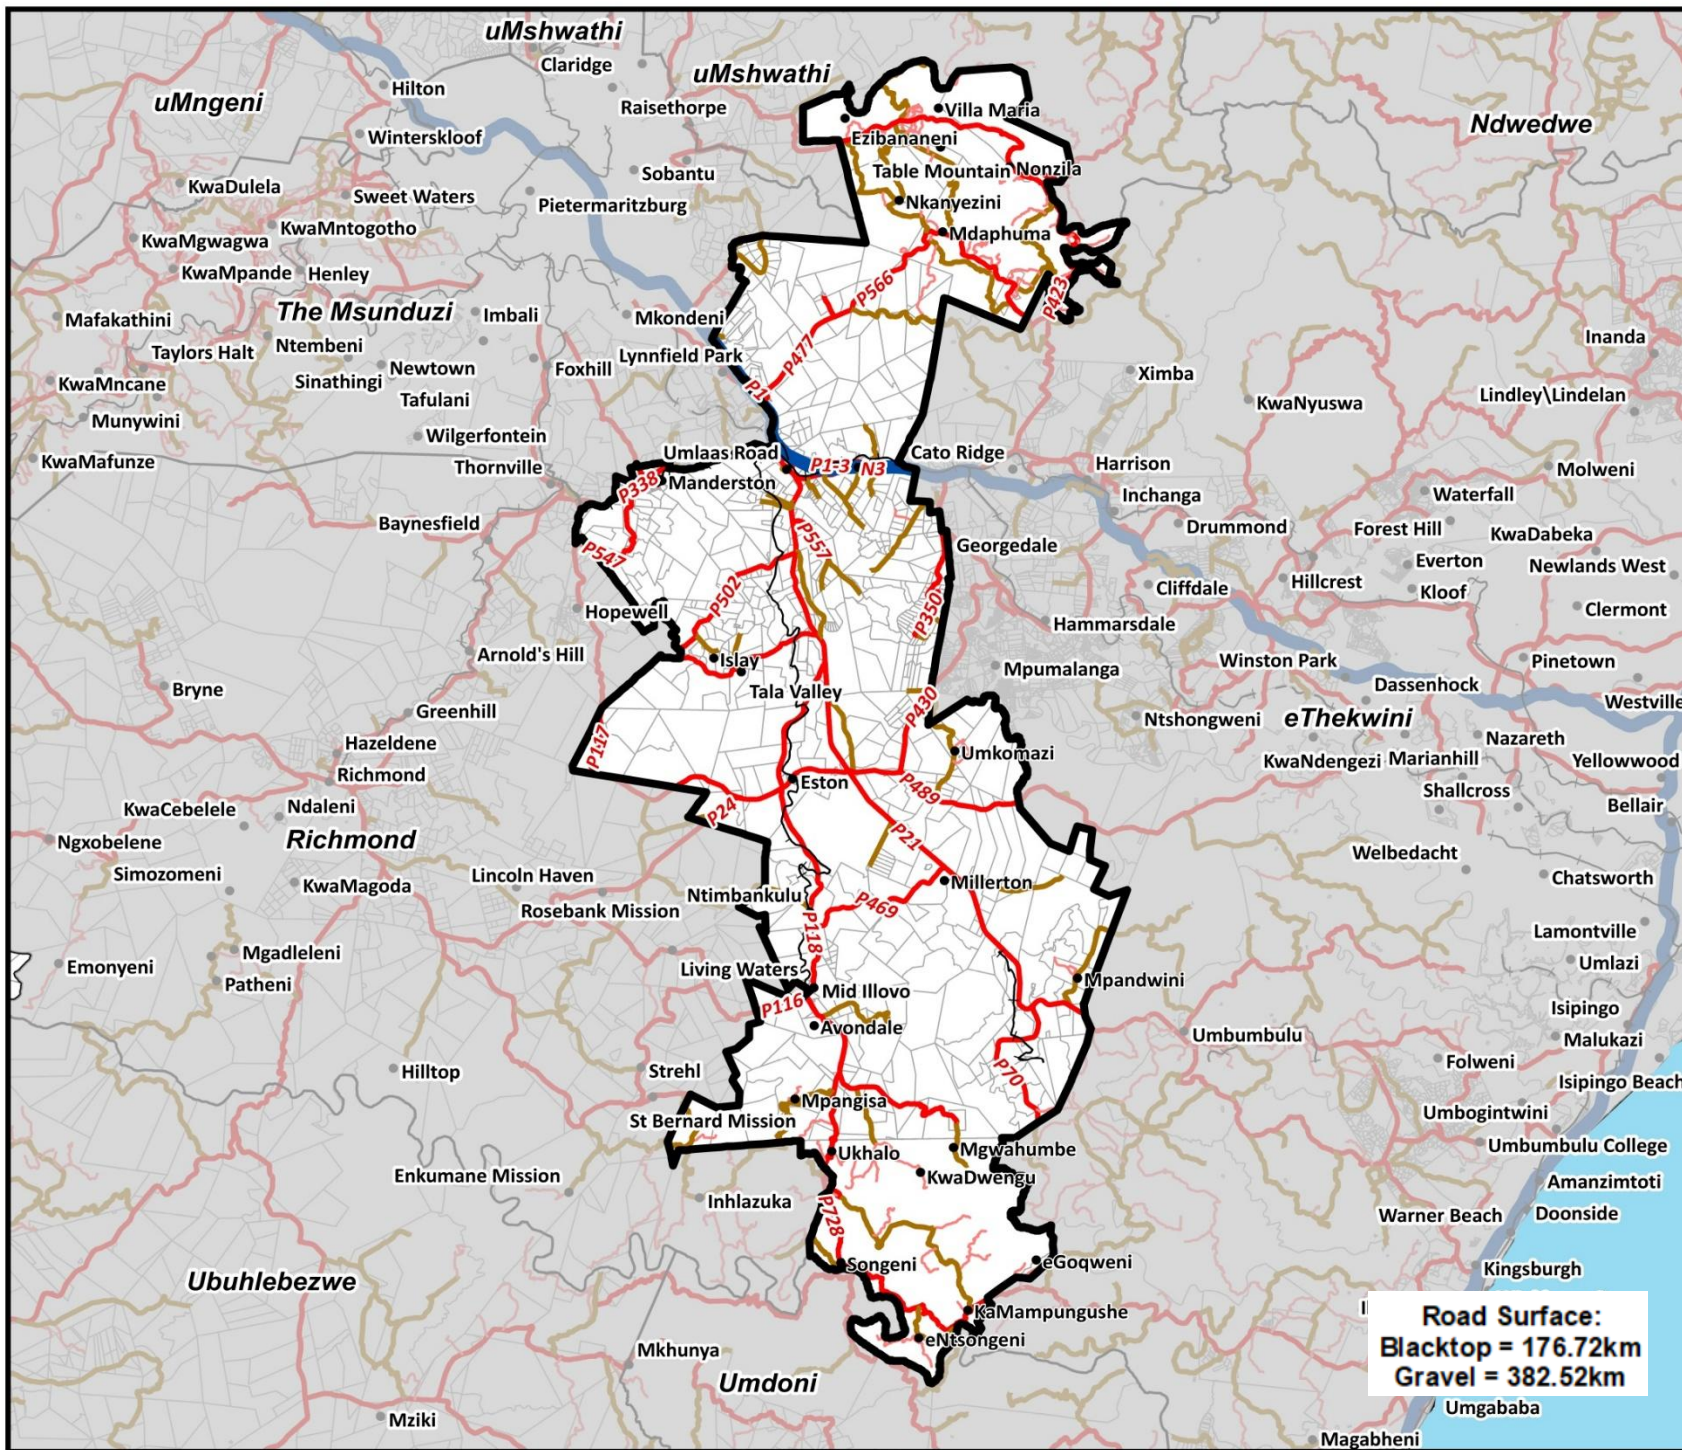 uMshwathi
Claridge
uMshwathi
Hilton
Raisethorpe
uMngeni
Villa Maria
Winterskloof
Ezibananeni
Ndwedwe
Sobantu
Table Mountain
Nonzila
KwaDulela
Sweet Waters
Pietermaritzburg
Nkanyezini
KwaMntogotho
Mdaphuma
KwaMgwagwa
KwaMpande
Henley
P566
P423
The Msunduzi
Imbali
Mkondeni
Mafakathini
Inanda
Taylors Halt
Ntembeni
Lynnfield Park
P477
Newtown
Foxhill
Ximba
KwaMncane
Sinathingi
P1
Tafulani
Lindley\Lindelan
KwaNyuswa
Munywini
Wilgerfontein
Umlaas Road
Cato Ridge
KwaMafunze
Thornville
P1-3
N3
Harrison
Molweni
P338
Manderston
Inchanga
Waterfall
Baynesfield
Drummond
Forest Hill
KwaDabeka
P547
P557
Georgedale
Everton
Newlands West
Hillcrest
Cliffdale
Kloof
P502
P350
Hopewell
Clermont
Hammarsdale
Arnold's Hill
Islay
Winston Park
Pinetown
Mpumalanga
Bryne
Tala Valley
Dassenhock
Westville
Greenhill
P430
Ntshongweni
eThekwini
P117
Hazeldene
Umkomazi
Nazareth
KwaNdengezi
Marianhill
Yellowwood
Richmond
Eston
P489
KwaCebelele
Ndaleni
P24
Shallcross
Bellair
Ngxobelene
Richmond
P21
Welbedacht
Simozomeni
KwaMagoda
Lincoln Haven
Millerton
Chatsworth
Ntimbankulu
Rosebank Mission
P469
P118
Lamontville
Mgadleleni
Emonyeni
Living Waters
Umlazi
Patheni
Mid Illovo
Mpandwini
P116
Isipingo
Avondale
Umbumbulu
Malukazi
Hilltop
Strehl
P70
Folweni
Isipingo Beach
Mpangisa
Umbogintwini
St Bernard Mission
Ukhalo
Mgwahumbe
Umbumbulu College
Enkumane Mission
KwaDwengu
Amanzimtoti
Inhlazuka
P728
Warner Beach
Doonside
Songeni
eGoqweni
Kingsburgh
Ubuhlebezwe
KaMampungushe
Road Surface:
Blacktop = 176.72km
Gravel = 382.52km
eNtsongeni
Mkhunya
Umdoni
Umgababa
Mziki
Magabheni